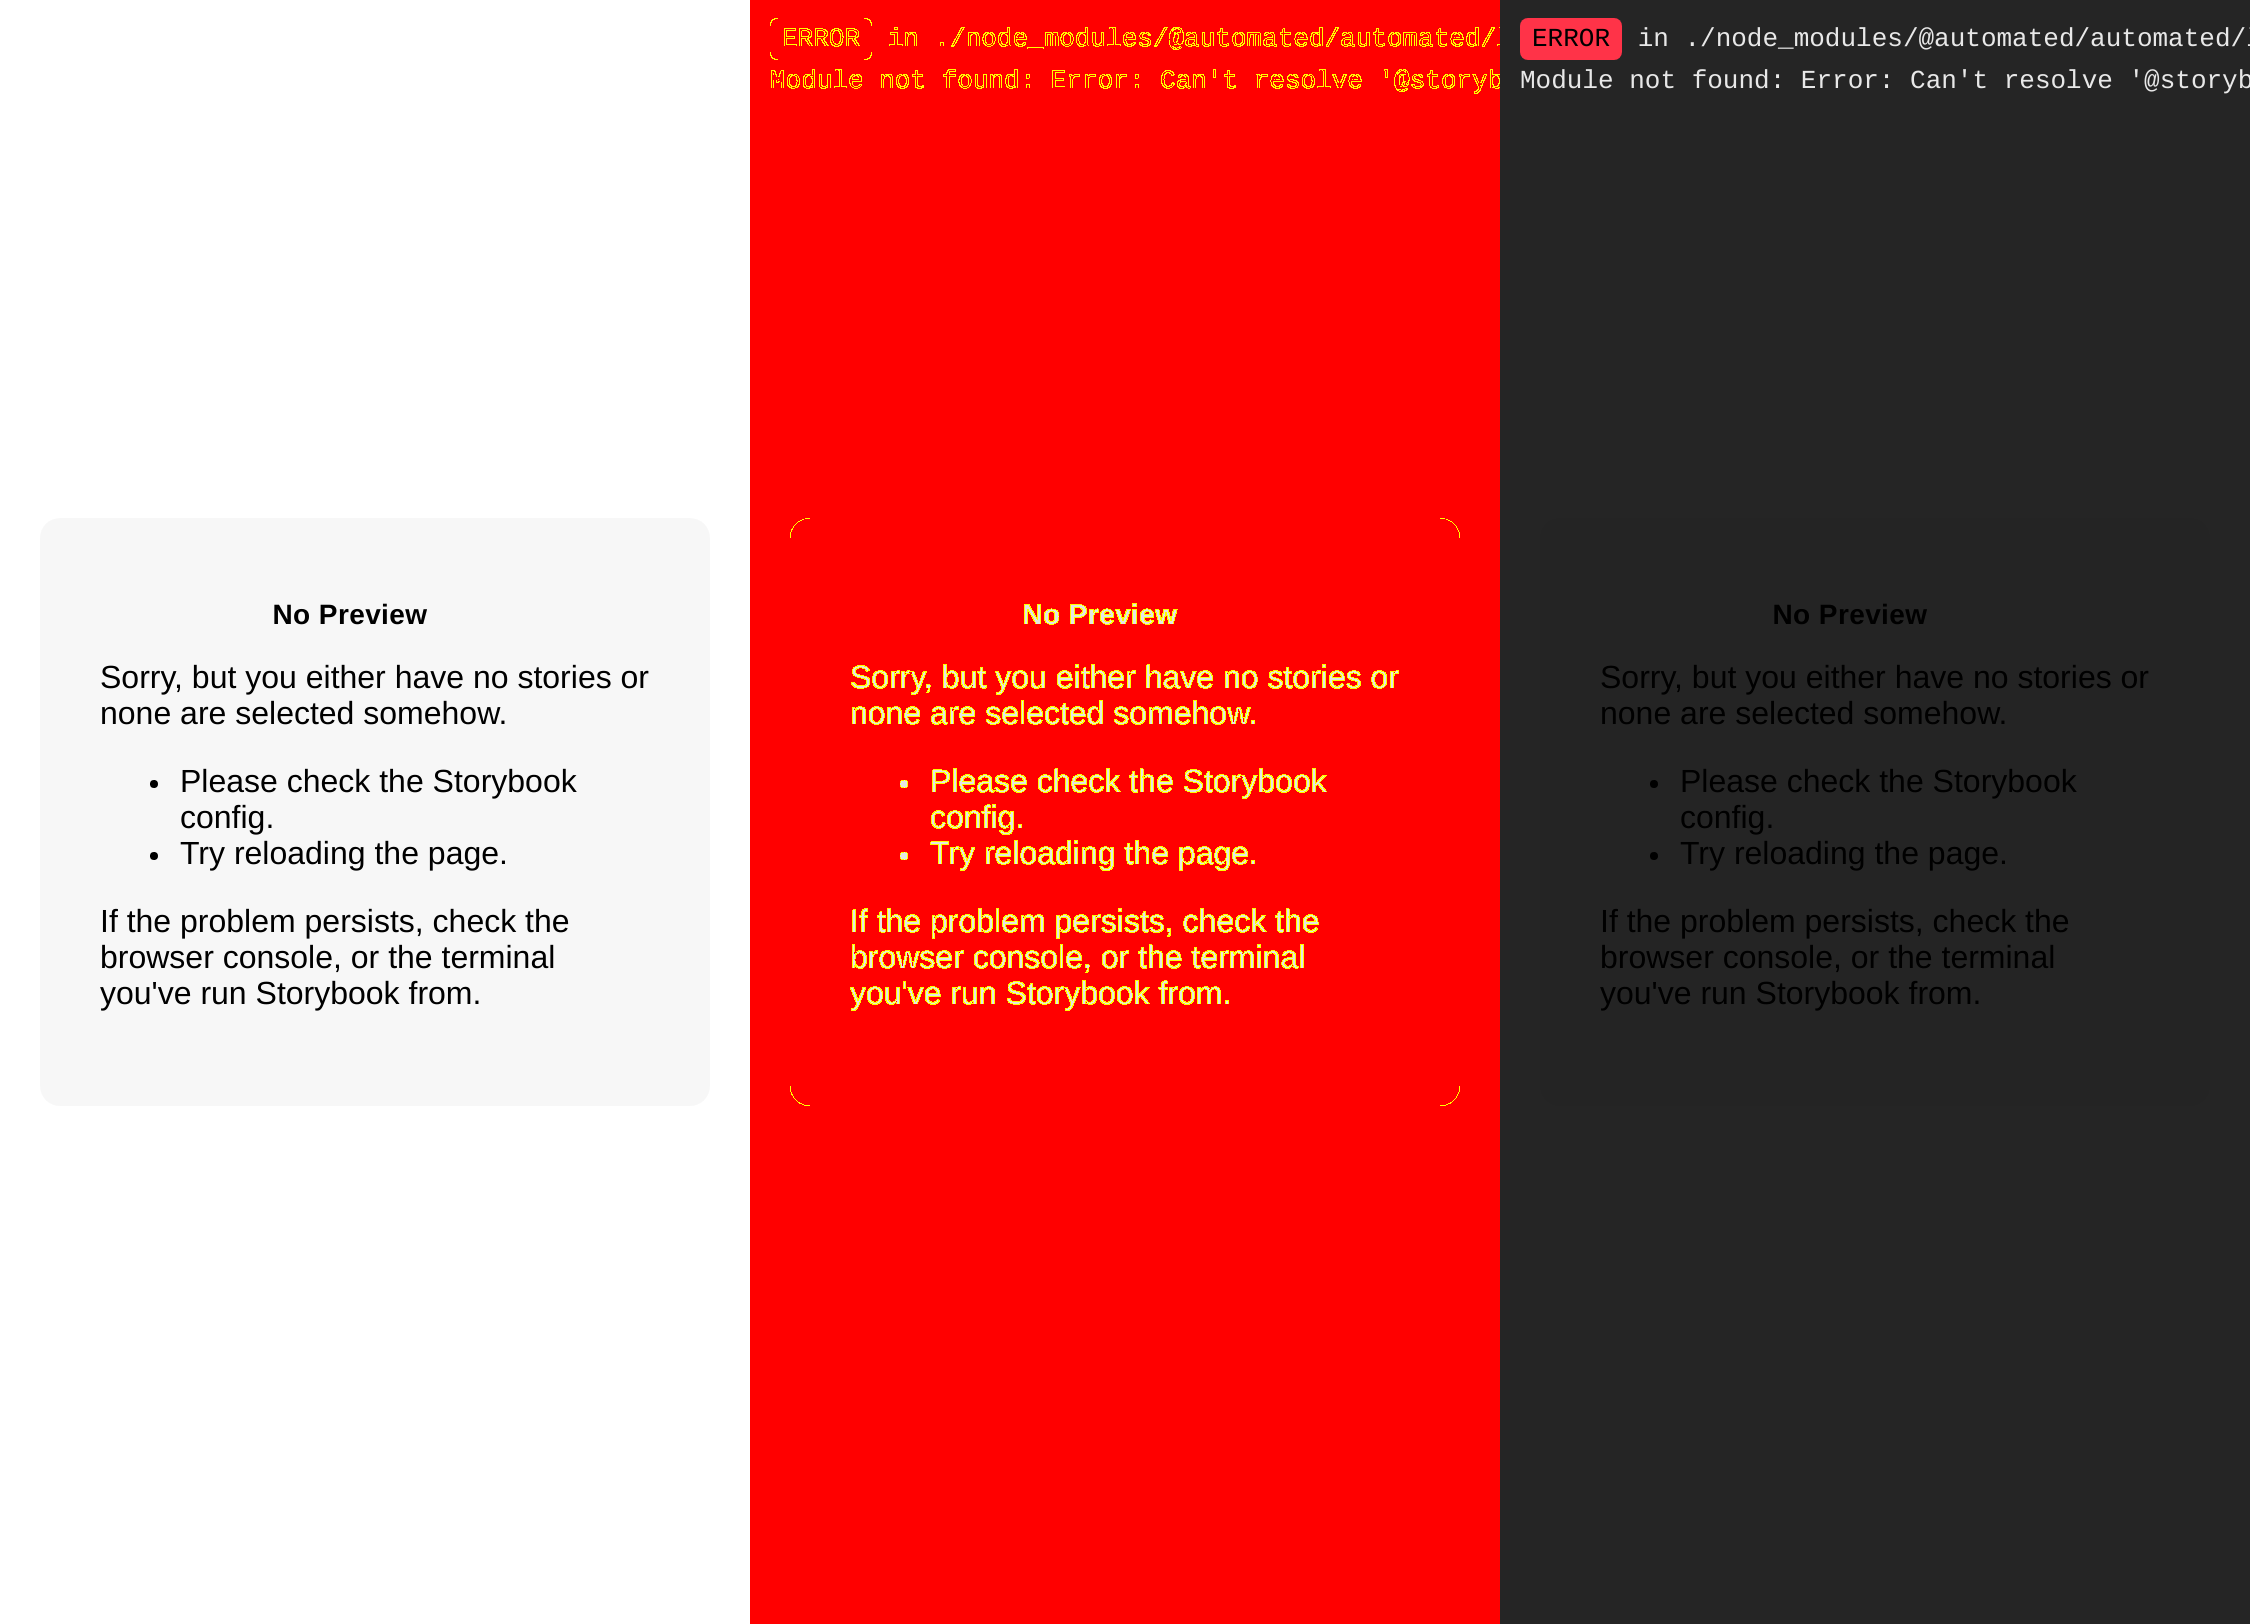 No Preview
Sorry, but you either have no stories or
none are selected somehow.
• Please check the Storybook
config.
• Try reloading the page.
If the problem persists, check the
browser console, or the terminal
you've run Storybook from.
ERROR in ./node_modules/@automated/automated/
Module not found: Error: Can't resolve '@storyb
No Preview
Sorry, but you either have no stories or
none are selected somehow.
• Please check the Storybook
config.
• Try reloading the page.
If the problem persists, check the
browser console, or the terminal
you've run Storybook from.
ERROR in ./node_modules/@automated/automated/
Module not found: Error: Can't resolve '@storyb
No Preview
Sorry, but you either have no stories or
none are selected somehow.
• Please check the Storybook
config.
• Try reloading the page.
If the problem persists, check the
browser console, or the terminal
you've run Storybook from.